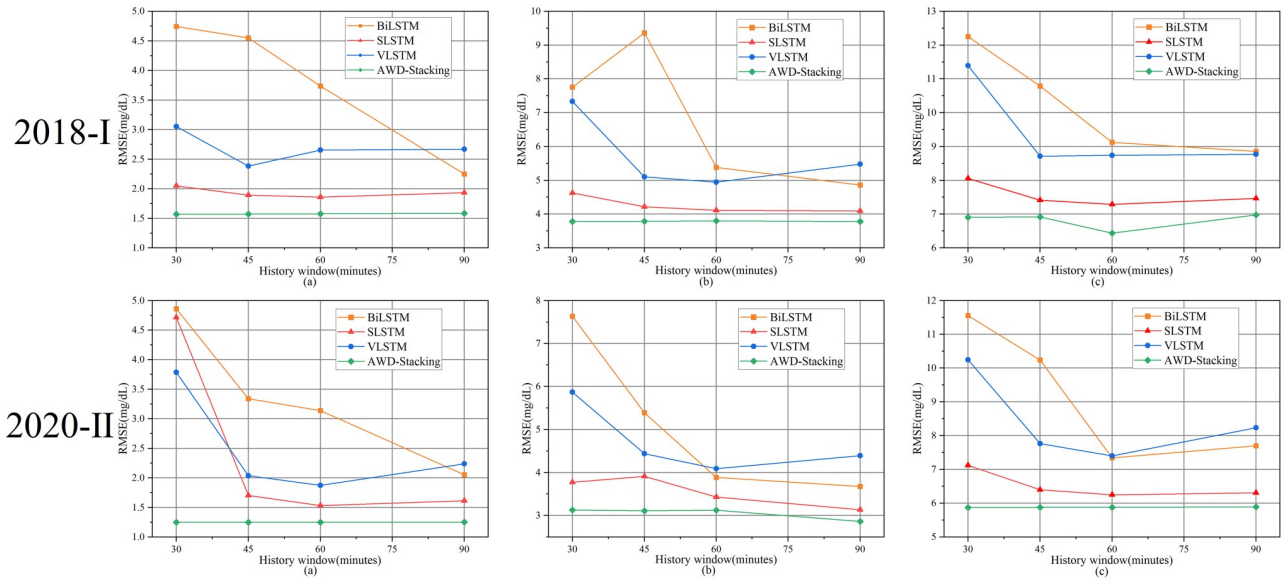 2018-I
RMSE(mg/dL)
5.0
4.5
4.0
3.5
3.0
2.5
2.0
1.5
1.0
BiLSTM
SLSTM
VLSTM
AWD-Stacking
30 45 60 75 90
History window(minutes)
(a)
RMSE(mg/dL)
10
9
8
7
6
5
4
3
BiLSTM
SLSTM
VLSTM
AWD-Stacking
30 45 60 75 90
History window(minutes)
(b)
RMSE(mg/dL)
13
12
11
10
9
8
7
6
BiLSTM
SLSTM
VLSTM
AWD-Stacking
30 45 60 75 90
History window(minutes)
(c)
2020-II
RMSE(mg/dL)
5.0
4.5
4.0
3.5
3.0
2.5
2.0
1.5
1.0
BiLSTM
SLSTM
VLSTM
AWD-Stacking
30 45 60 75 90
History window(minutes)
(a)
RMSE(mg/dL)
8
7
6
5
4
3
BiLSTM
SLSTM
VLSTM
AWD-Stacking
30 45 60 75 90
History window(minutes)
(b)
RMSE(mg/dL)
12
11
10
9
8
7
6
5
BiLSTM
SLSTM
VLSTM
AWD-Stacking
30 45 60 75 90
History window(minutes)
(c)